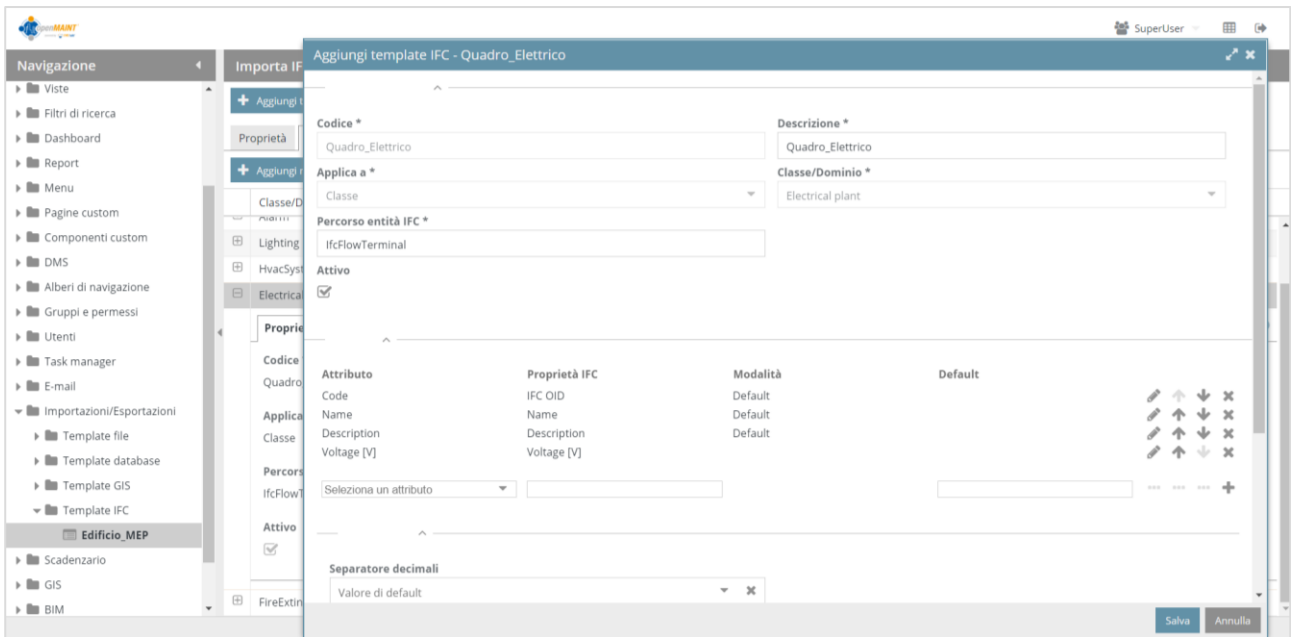 openMAINT
SuperUser
Navigazione
Importa IF
Aggiungi template IFC - Quadro_Elettrico
Viste
Filtri di ricerca
Dashboard
Report
Menu
Pagine custom
Componenti custom
DMS
Alberi di navigazione
Gruppi e permessi
Utenti
Task manager
E-mail
Importazioni/Esportazioni
Template file
Template database
Template GIS
Template IFC
Edificio_MEP
Scadenzario
GIS
BIM
Aggiungi t
Proprietà
Aggiungi r
Classe/D
Alarm
Lighting
HvacSyst
Electrical
Proprie
Codice
Quadro
Applica
Classe
Percors
IfcFlowT
Attivo
FireExtin
Codice * Descrizione *
Quadro_Elettrico Quadro_Elettrico
Applica a * Classe/Dominio *
Classe Electrical plant
Percorso entità IFC *
IfcFlowTerminal
Attivo
Attributo Proprietà IFC Modalità Default
Code IFC OID Default
Name Name Default
Description Description Default
Voltage [V] Voltage [V]
Seleziona un attributo
Separatore decimali
Valore di default
Salva Annulla